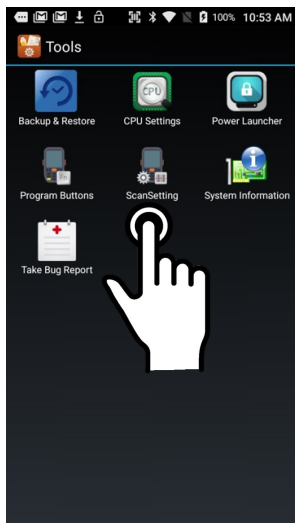 100% 10:53 AM
Tools
Backup & Restore CPU Settings Power Launcher
CPU
Program Buttons ScanSetting System Information
Take Bug Report